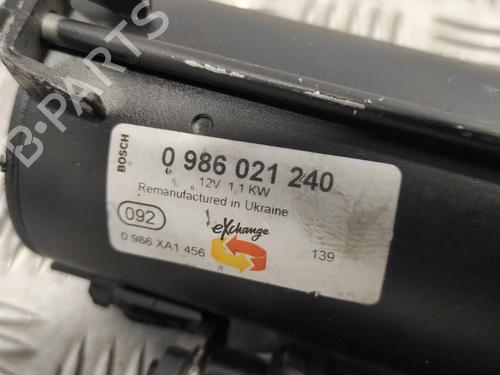 B-PARTS
BOSCH
0 986 021 240
12V 1,1 KW
Remanufactured in Ukraine
092
eXchange
0 986 XA1 456
139